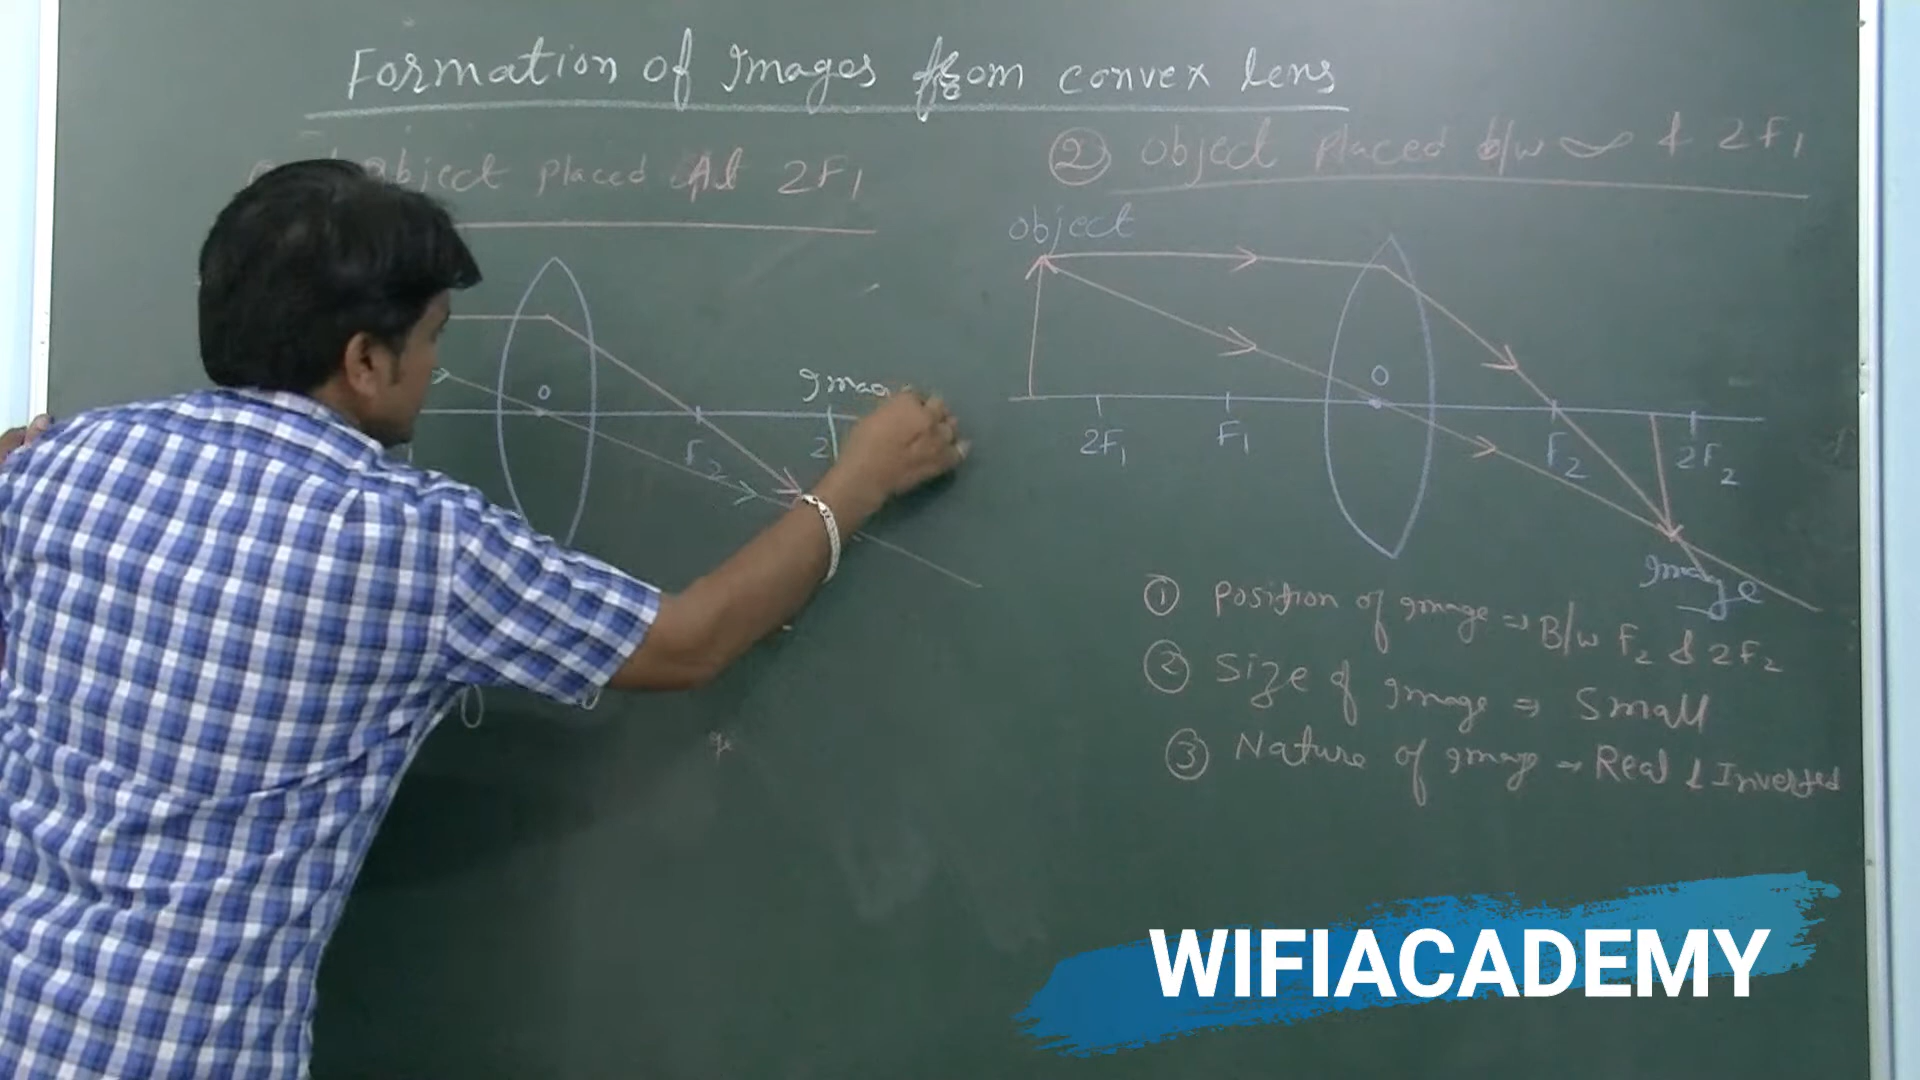 Formation of Images from convex lens
object placed At 2F1
O
F2
2
Imag
② object placed b/w ∞ & 2F1
object
O
2F1
F1
F2
2F2
Image
① Position of Image ⇒ B/w F2 & 2F2
② Size of Image ⇒ Small
③ Nature of Image → Real & Inverted
WIFIACADEMY